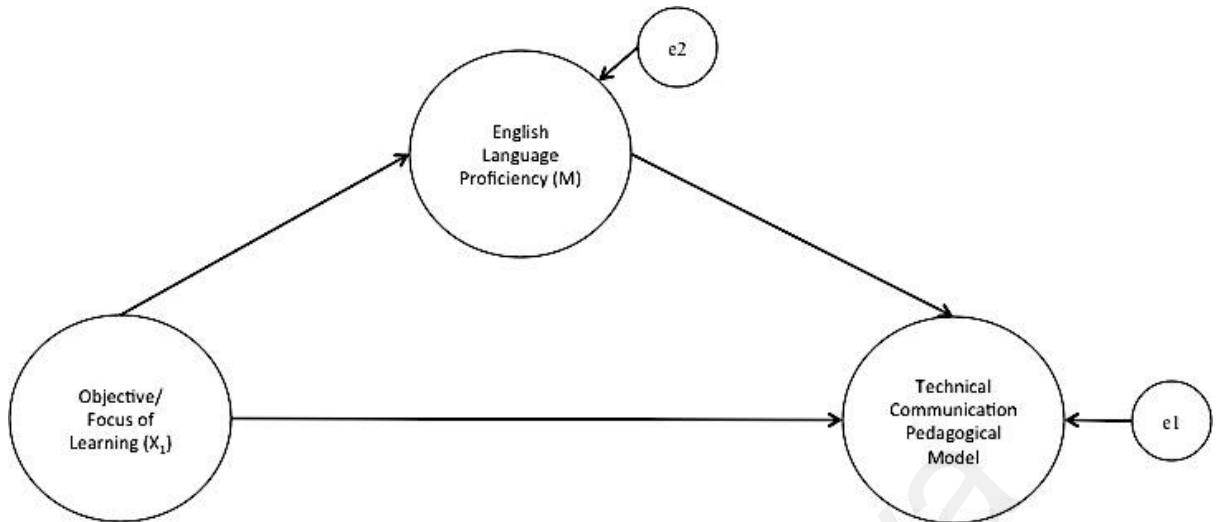 e2
English
Language
Proficiency (M)
Objective/
Focus of
Learning (X₁)
Technical
Communication
Pedagogical
Model
e1